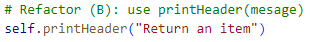 # Refactor (B): use printHeader(mesage)
self.printHeader("Return an item")